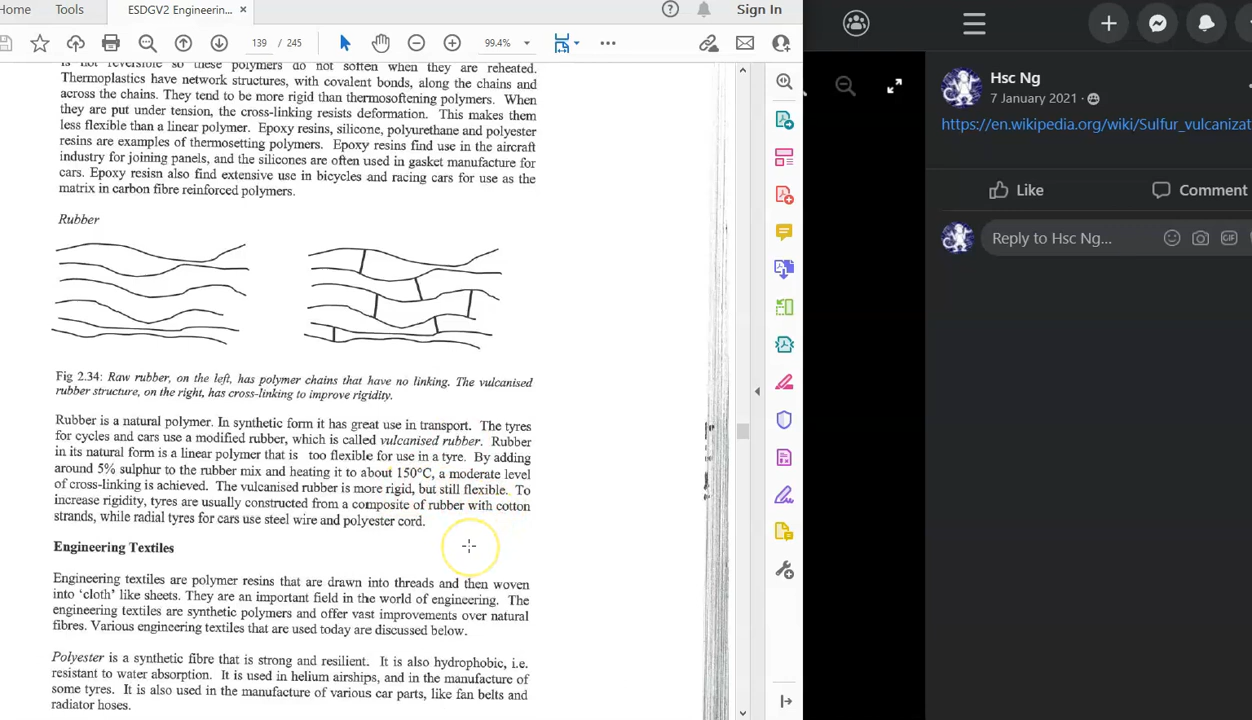 Home
Tools
ESDGV2 Engineerin...
Sign In
139 / 245
99.4%
is not reversible so these polymers do not soften when they are reheated.
Thermoplastics have network structures, with covalent bonds, along the chains and
across the chains. They tend to be more rigid than thermosoftening polymers. When
they are put under tension, the cross-linking resists deformation. This makes them
less flexible than a linear polymer. Epoxy resins, silicone, polyurethane and polyester
resins are examples of thermosetting polymers. Epoxy resins find use in the aircraft
industry for joining panels, and the silicones are often used in gasket manufacture for
cars. Epoxy resisn also find extensive use in bicycles and racing cars for use as the
matrix in carbon fibre reinforced polymers.
Rubber
Fig 2.34: Raw rubber, on the left, has polymer chains that have no linking. The vulcanised
rubber structure, on the right, has cross-linking to improve rigidity.
Rubber is a natural polymer. In synthetic form it has great use in transport. The tyres
for cycles and cars use a modified rubber, which is called vulcanised rubber. Rubber
in its natural form is a linear polymer that is too flexible for use in a tyre. By adding
around 5% sulphur to the rubber mix and heating it to about 150°C, a moderate level
of cross-linking is achieved. The vulcanised rubber is more rigid, but still flexible. To
increase rigidity, tyres are usually constructed from a composite of rubber with cotton
strands, while radial tyres for cars use steel wire and polyester cord.
Engineering Textiles
Engineering textiles are polymer resins that are drawn into threads and then woven
into 'cloth' like sheets. They are an important field in the world of engineering. The
engineering textiles are synthetic polymers and offer vast improvements over natural
fibres. Various engineering textiles that are used today are discussed below.
Polyester is a synthetic fibre that is strong and resilient. It is also hydrophobic, i.e.
resistant to water absorption. It is used in helium airships, and in the manufacture of
some tyres. It is also used in the manufacture of various car parts, like fan belts and
radiator hoses.
Hsc Ng
7 January 2021
https://en.wikipedia.org/wiki/Sulfur_vulcanizat
Like
Comment
Reply to Hsc Ng...
GIF